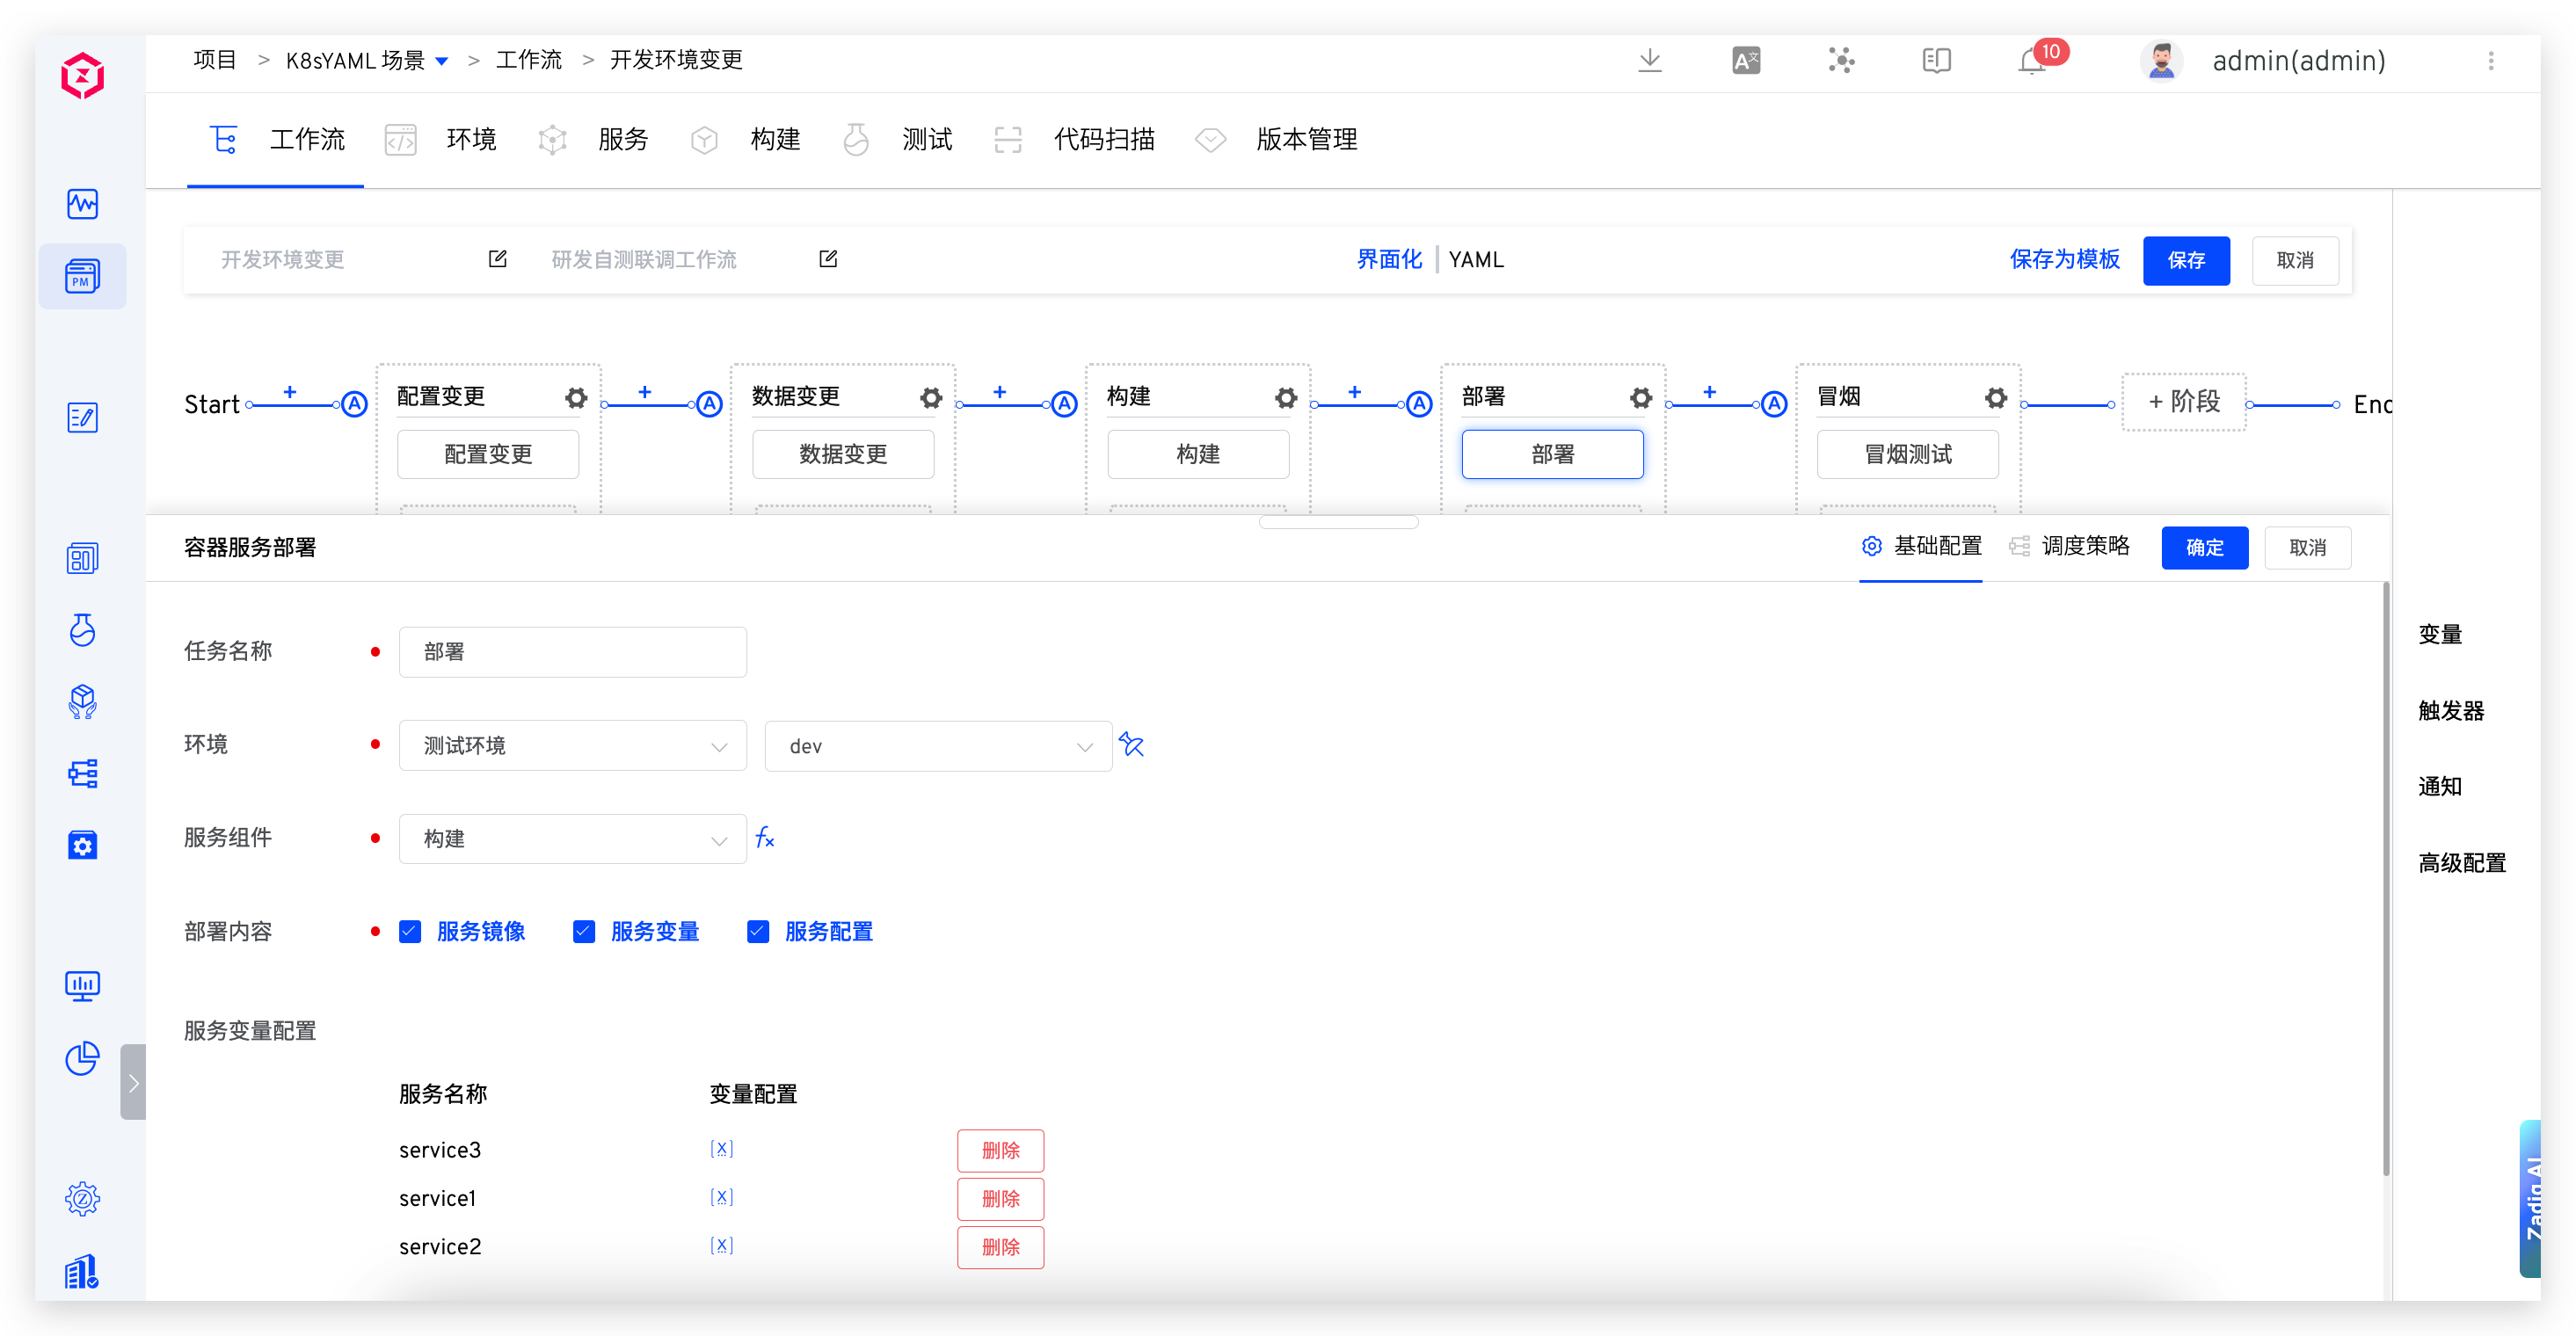 项目 > K8sYAML 场景 > 工作流 > 开发环境变更
10
admin(admin)
工作流 环境 服务 构建 测试 代码扫描 版本管理
PM
开发环境变更 研发自测联调工作流 界面化 YAML 保存为模板 保存 取消
Start + A 配置变更 + A 数据变更 + A 构建 + A 部署 + A 冒烟 + 阶段 End
配置变更 数据变更 构建 部署 冒烟测试
容器服务部署 基础配置 调度策略 确定 取消
任务名称 部署
环境 测试环境 dev
服务组件 构建 fx
部署内容 服务镜像 服务变量 服务配置
服务变量配置
服务名称 变量配置
service3 [x] 删除
service1 [x] 删除
service2 [x] 删除
变量
触发器
通知
高级配置
Zadig AI